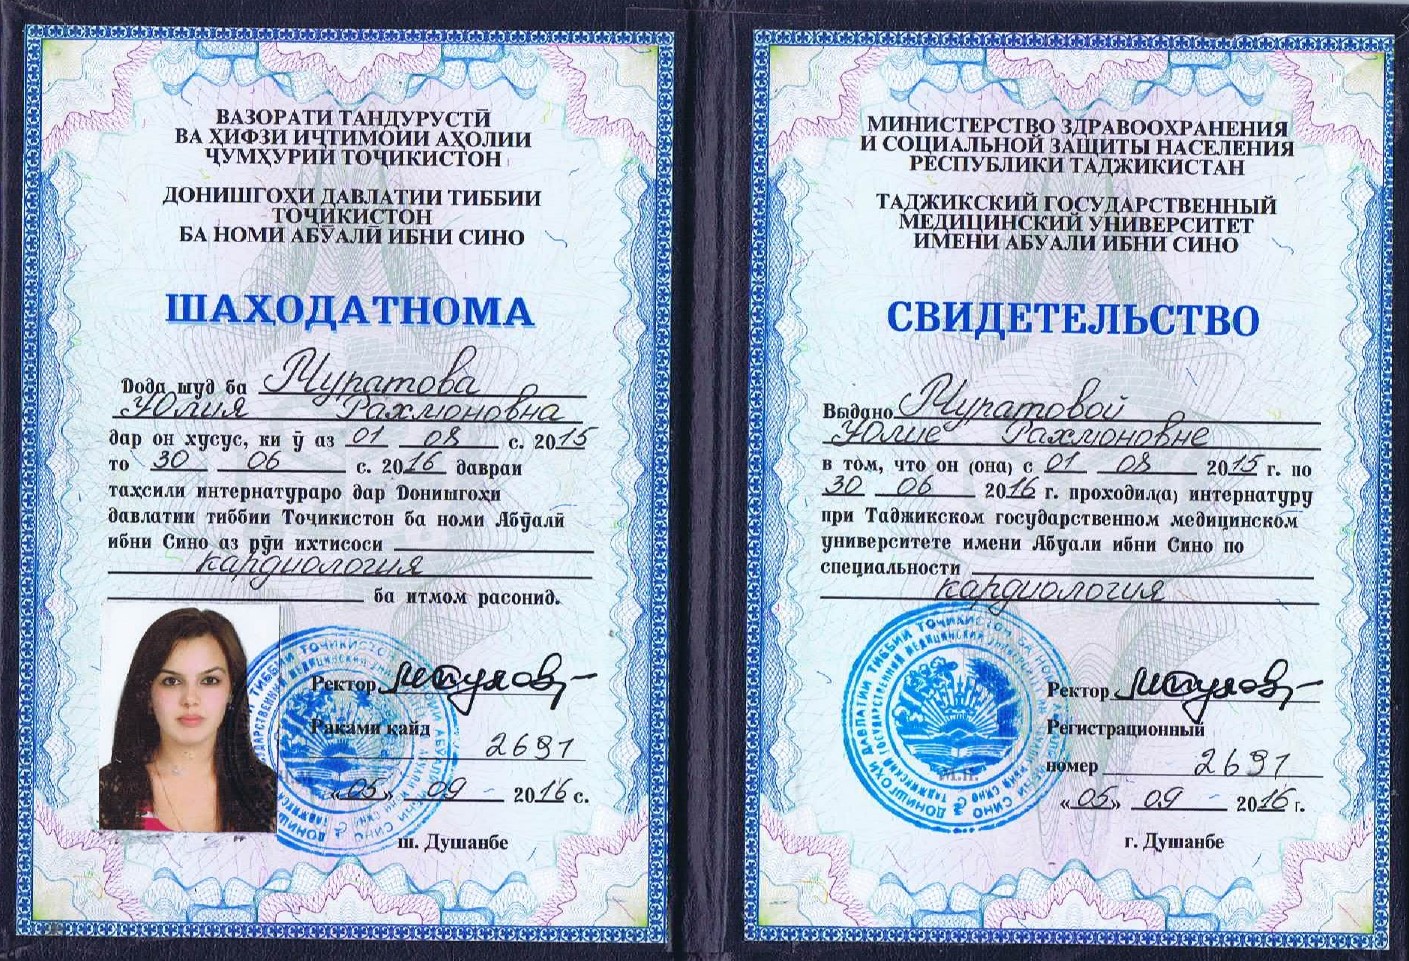 ВАЗОРАТИ ТАНДУРУСТӢ
ВА ҲИФЗИ ИҶТИМОИИ АҲОЛИИ
ҶУМҲУРИИ ТОҶИКИСТОН
ДОНИШГОҲИ ДАВЛАТИИ ТИББИИ
ТОҶИКИСТОН
БА НОМИ АБӮАЛӢ ИБНИ СИНО
ШАҲОДАТНОМА
Дода шуд ба Муратова
Юлия Рахмоновна
дар он хусус, ки ӯ аз 01 08 с. 2015
то 30 06 с. 2016 давраи
таҳсили интернатураро дар Донишгоҳи
давлатии тиббии Тоҷикистон ба номи Абӯалӣ
ибни Сино аз рӯи ихтисоси
кардиология
ба итмом расонид.
Ректор
Рақами қайд
2691
«05» 09 2016 с.
ш. Душанбе
МИНИСТЕРСТВО ЗДРАВООХРАНЕНИЯ
И СОЦИАЛЬНОЙ ЗАЩИТЫ НАСЕЛЕНИЯ
РЕСПУБЛИКИ ТАДЖИКИСТАН
ТАДЖИКСКИЙ ГОСУДАРСТВЕННЫЙ
МЕДИЦИНСКИЙ УНИВЕРСИТЕТ
ИМЕНИ АБУАЛИ ИБНИ СИНО
СВИДЕТЕЛЬСТВО
Выдано Муратовой
Юлие Рахмоновне
в том, что он (она) с 01 08 2015 г. по
30 06 2016 г. проходил(а) интернатуру
при Таджикском государственном медицинском
университете имени Абуали ибни Сино по
специальности
кардиология
Ректор
Регистрационный
номер 2691
М.П.
«05» 09 2016 г.
г. Душанбе